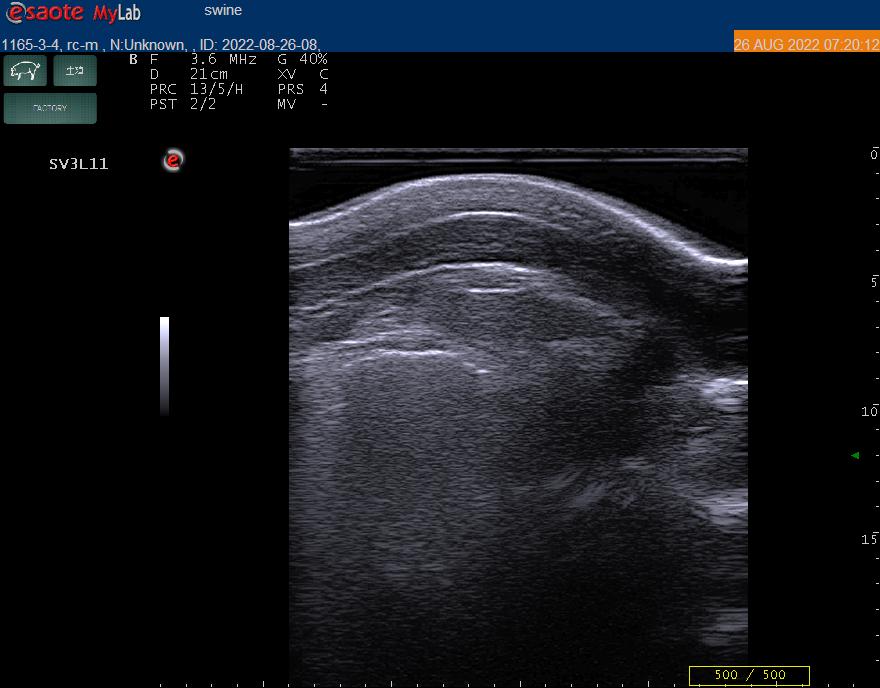 esaote MyLab
swine
1165-3-4, rc-m , N:Unknown, , ID: 2022-08-26-08,
26 AUG 2022 07:20:12
土猪
FACTORY
B F 3.6 MHz G 40%
D 21cm XV C
PRC 13/5/H PRS 4
PST 2/2 MV -
SV3L11
e
0
5
10
15
500 / 500